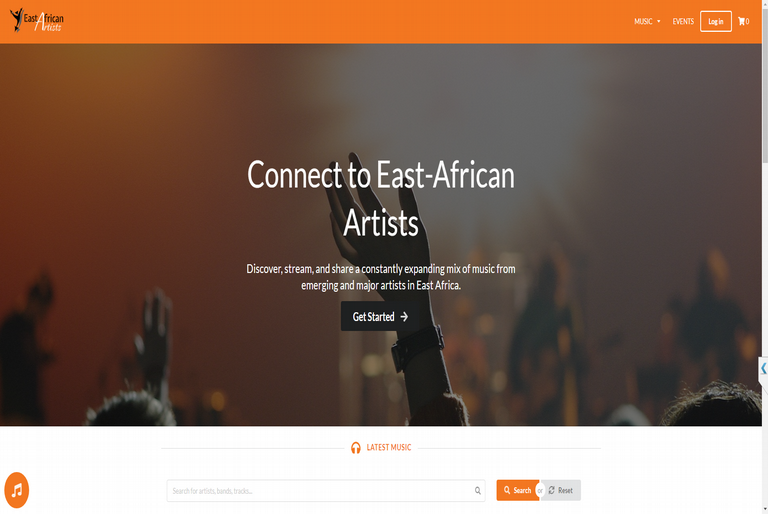 East African
Artists
MUSIC
EVENTS
Log in
0
Connect to East-African
Artists
Discover, stream, and share a constantly expanding mix of music from
emerging and major artists in East Africa.
Get Started
LATEST MUSIC
Search for artists, bands, tracks...
Search or Reset